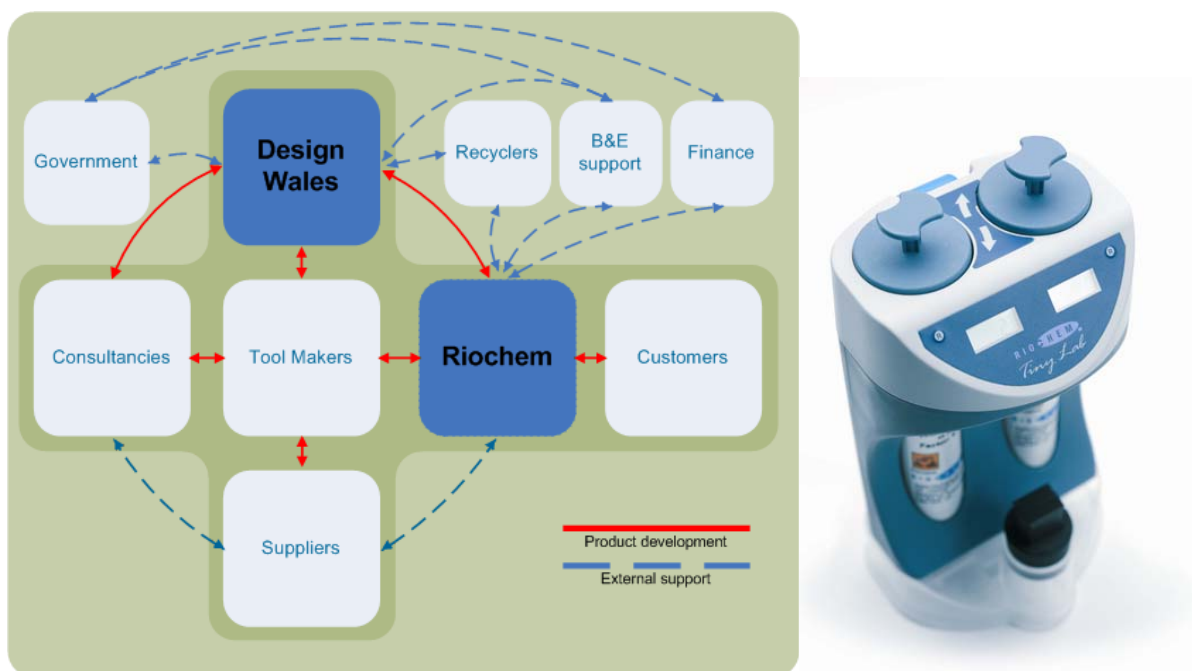 Design
Wales
Government
Recyclers
B&E
support
Finance
Consultancies
Tool Makers
Riochem
Customers
Suppliers
Product development
External support
RIOCHEM
Tiny Lab